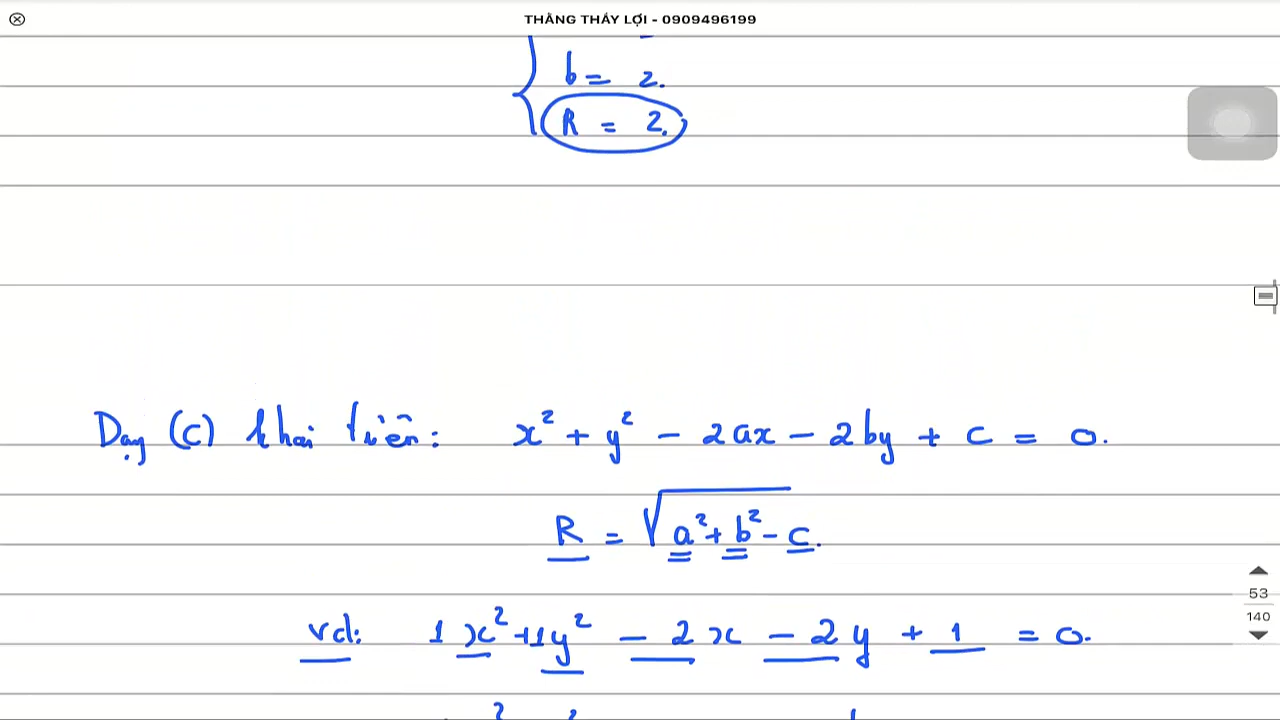 THẦNG THẦY LỢI - 0909496199
b = 2.
R = 2.
Dạy (C) khai triển: x² + y² - 2ax - 2by + c = 0.
R = √a²+b²-c.
vd: 1x²+1y² - 2x - 2y + 1 = 0.
53
140